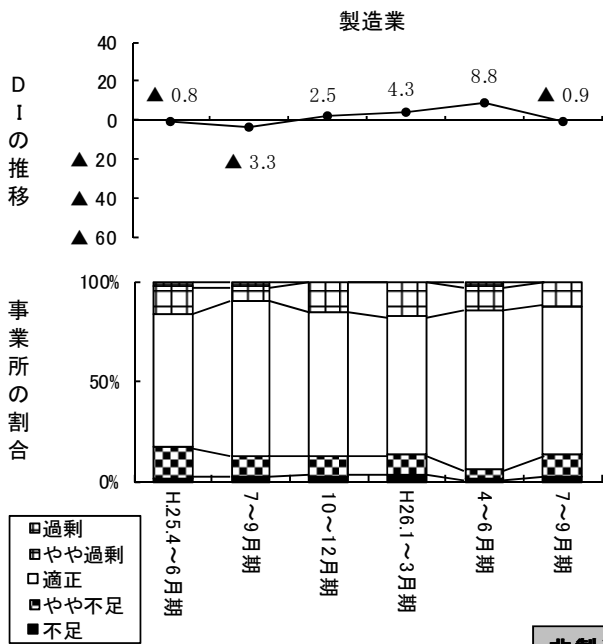 製造業
DIの推移
40
20
0
▲ 20
▲ 40
▲ 60
▲ 0.8
▲ 3.3
2.5
4.3
8.8
▲ 0.9
事業所の割合
100%
50%
0%
H.25.4～6月期
7～9月期
10～12月期
H26.1～3月期
4～6月期
7～9月期
過剰
やや過剰
適正
やや不足
不足